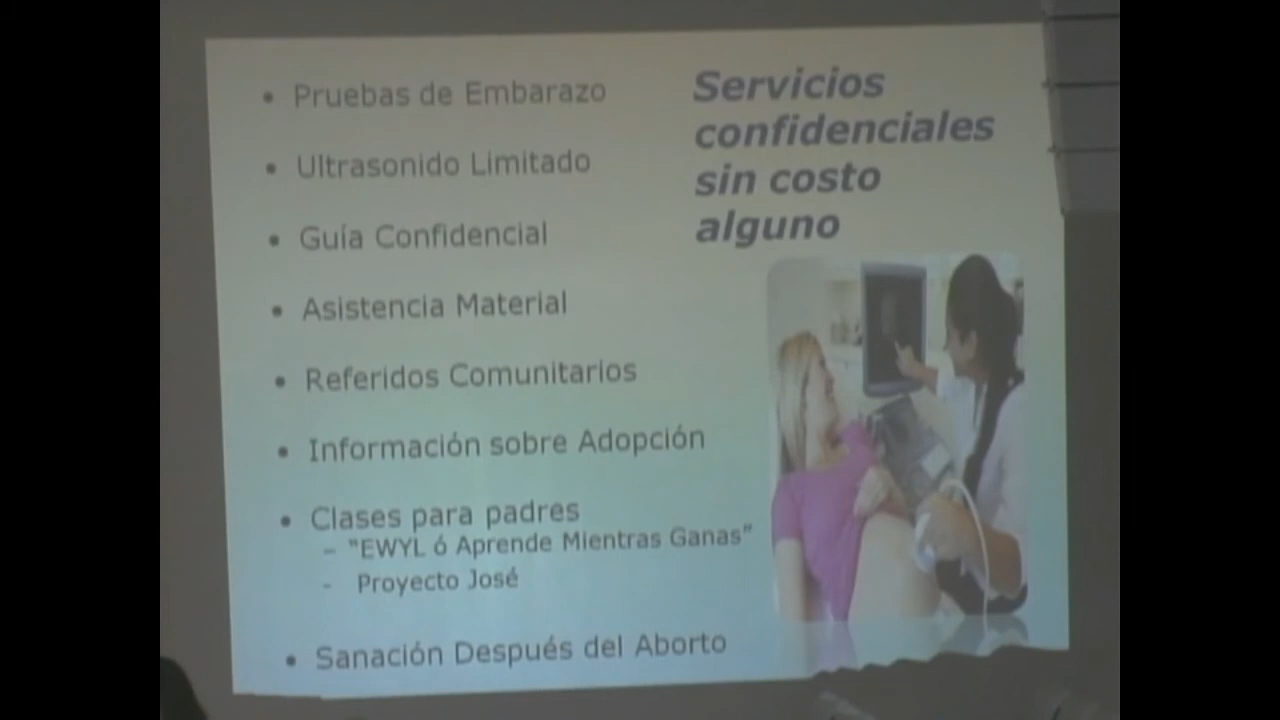 Servicios
confidenciales
sin costo
alguno
• Pruebas de Embarazo
• Ultrasonido Limitado
• Guía Confidencial
• Asistencia Material
• Referidos Comunitarios
• Información sobre Adopción
• Clases para padres
– "EWYL ó Aprende Mientras Ganas"
- Proyecto José
• Sanación Después del Aborto